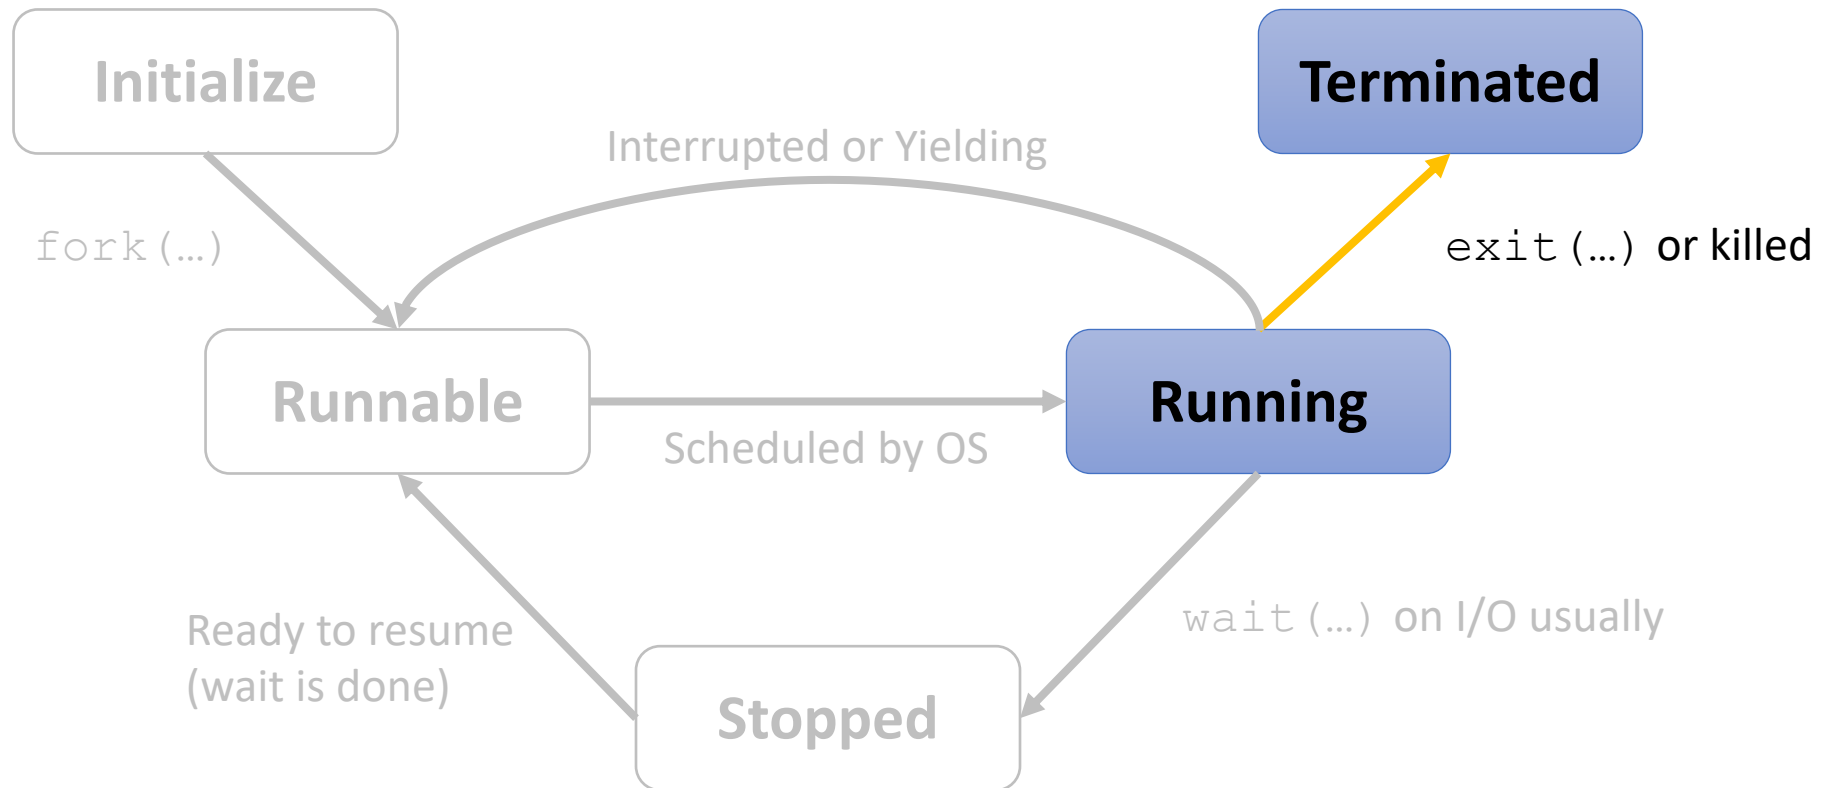 Initialize
Terminated
Interrupted or Yielding
fork(…)
exit(…) or killed
Runnable
Running
Scheduled by OS
Ready to resume
(wait is done)
wait(…) on I/O usually
Stopped